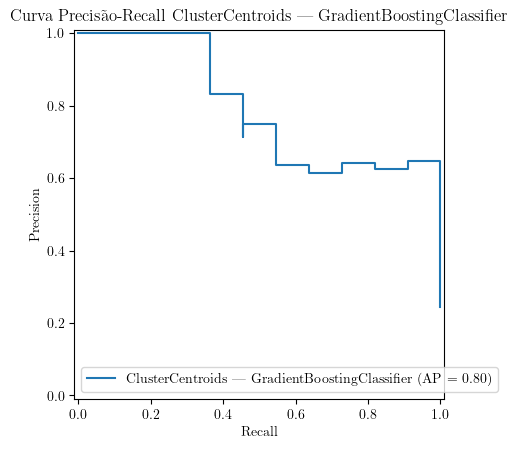 Curva Precisão-Recall ClusterCentroids — GradientBoostingClassifier
1.0
0.8
0.6
0.4
0.2
0.0
Precision
ClusterCentroids — GradientBoostingClassifier (AP = 0.80)
0.0 0.2 0.4 0.6 0.8 1.0
Recall